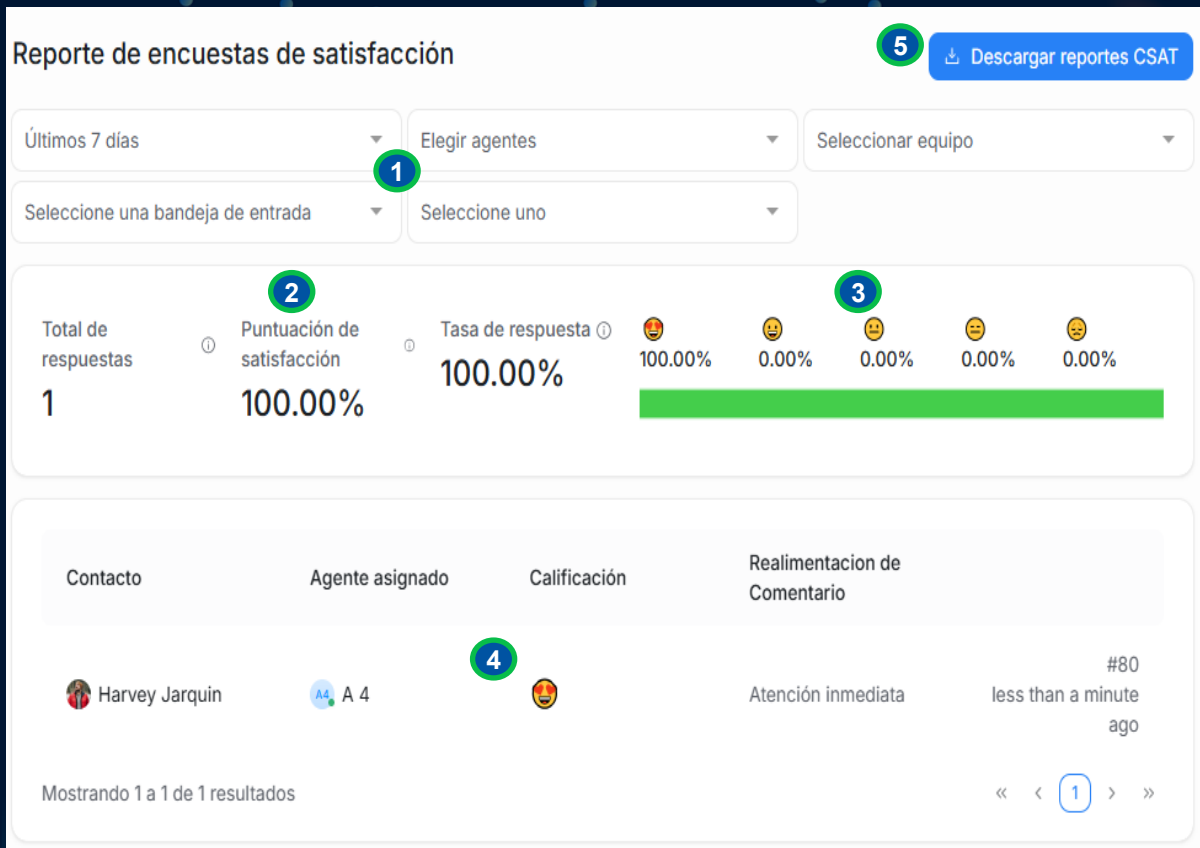 Reporte de encuestas de satisfacción
5
Descargar reportes CSAT
Últimos 7 días
Elegir agentes
Seleccionar equipo
1
Seleccione una bandeja de entrada
Seleccione uno
2
3
Total de
respuestas
1
Puntuación de
satisfacción
100.00%
Tasa de respuesta
100.00%
100.00%
0.00%
0.00%
0.00%
0.00%
Contacto
Agente asignado
Calificación
Realimentacion de
Comentario
4
Harvey Jarquin
A4
A 4
Atención inmediata
#80
less than a minute
ago
Mostrando 1 a 1 de 1 resultados
« ‹ 1 › »